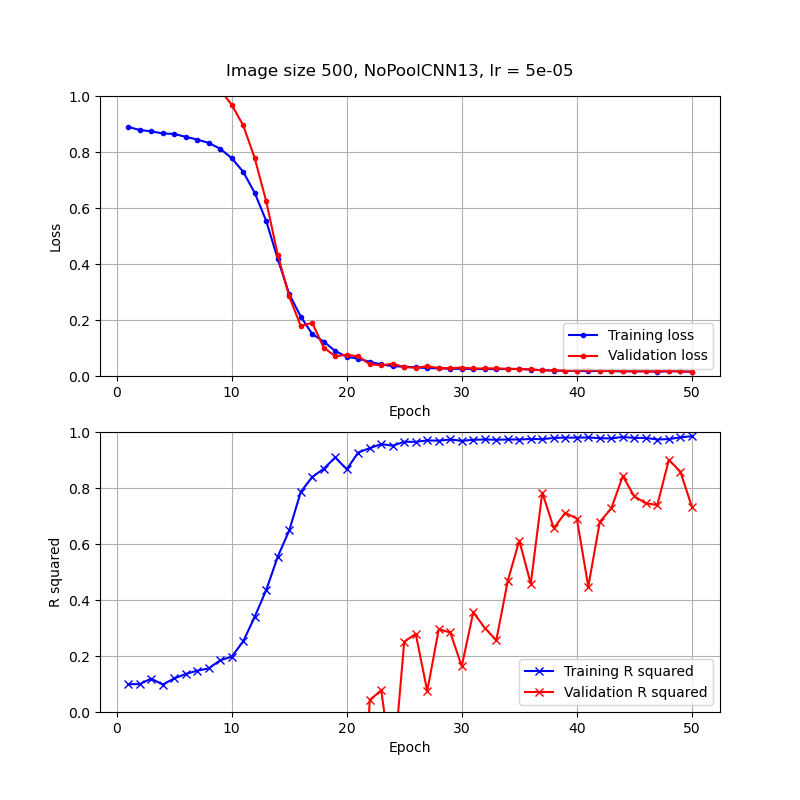 Image size 500, NoPoolCNN13, lr = 5e-05
1.0
0.8
0.6
0.4
0.2
0.0
Loss
0 10 20 30 40 50
Epoch
Training loss
Validation loss
1.0
0.8
0.6
0.4
0.2
0.0
R squared
0 10 20 30 40 50
Epoch
Training R squared
Validation R squared